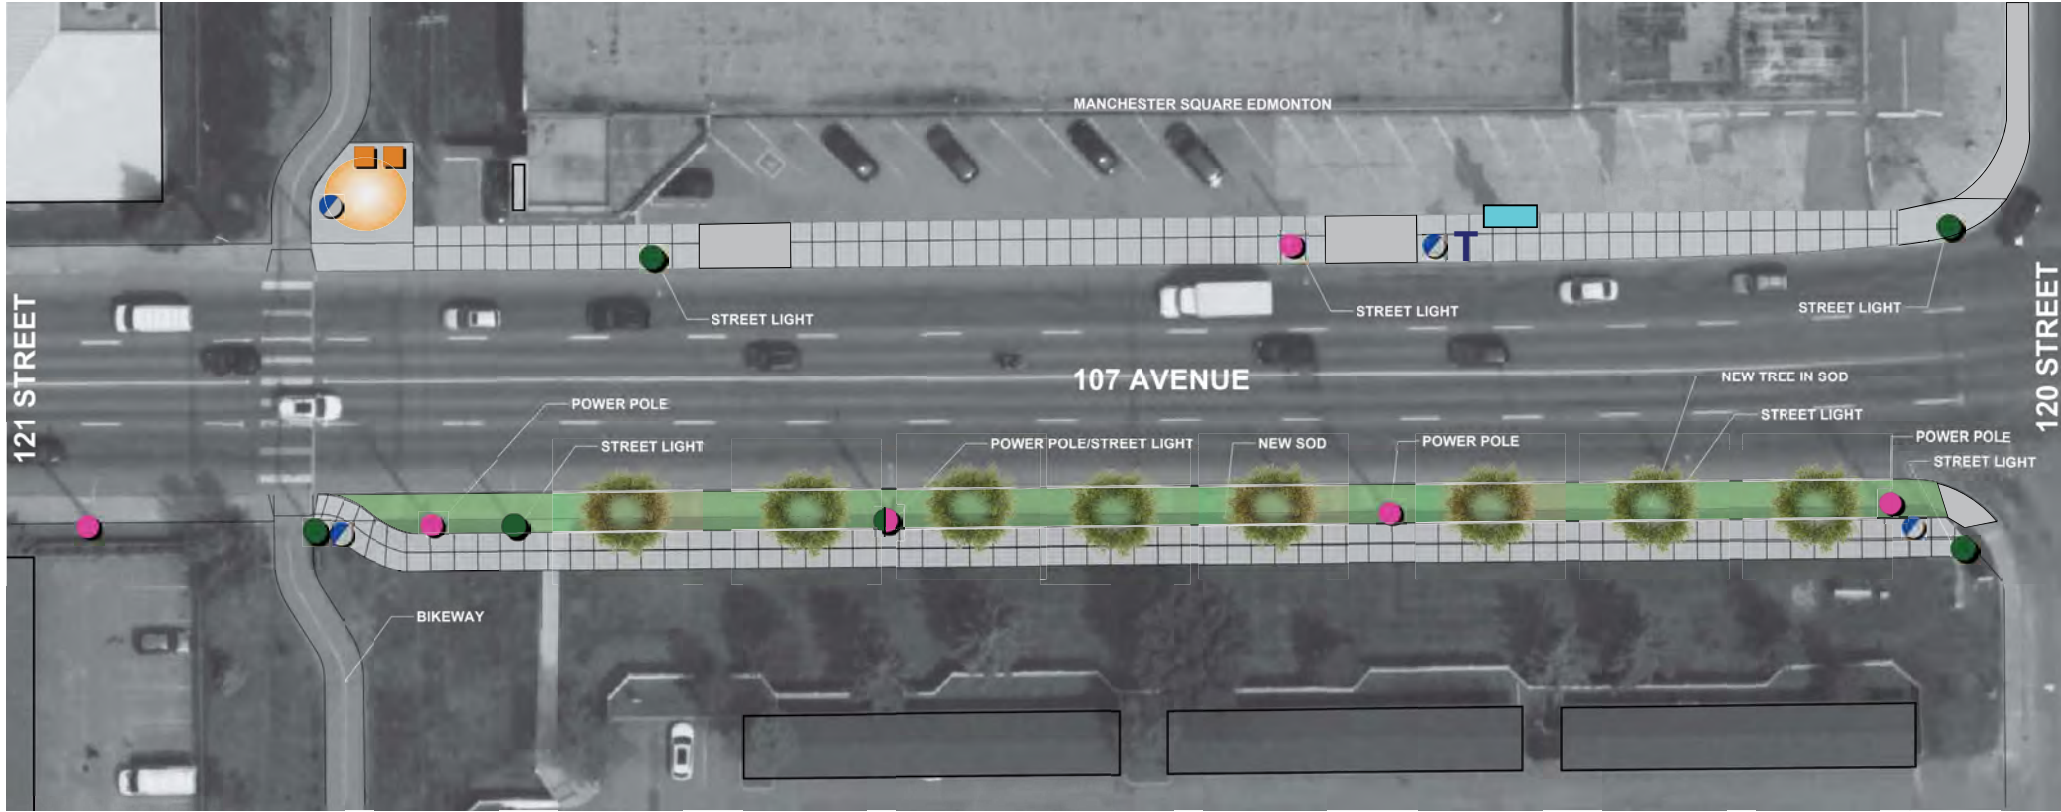 MANCHESTER SQUARE EDMONTON
121 STREET
STREET LIGHT
STREET LIGHT
STREET LIGHT
120 STREET
107 AVENUE
NEW TREE IN SOD
POWER POLE
STREET LIGHT
STREET LIGHT
POWER POLE/STREET LIGHT
NEW SOD
POWER POLE
POWER POLE
STREET LIGHT
T
BIKEWAY